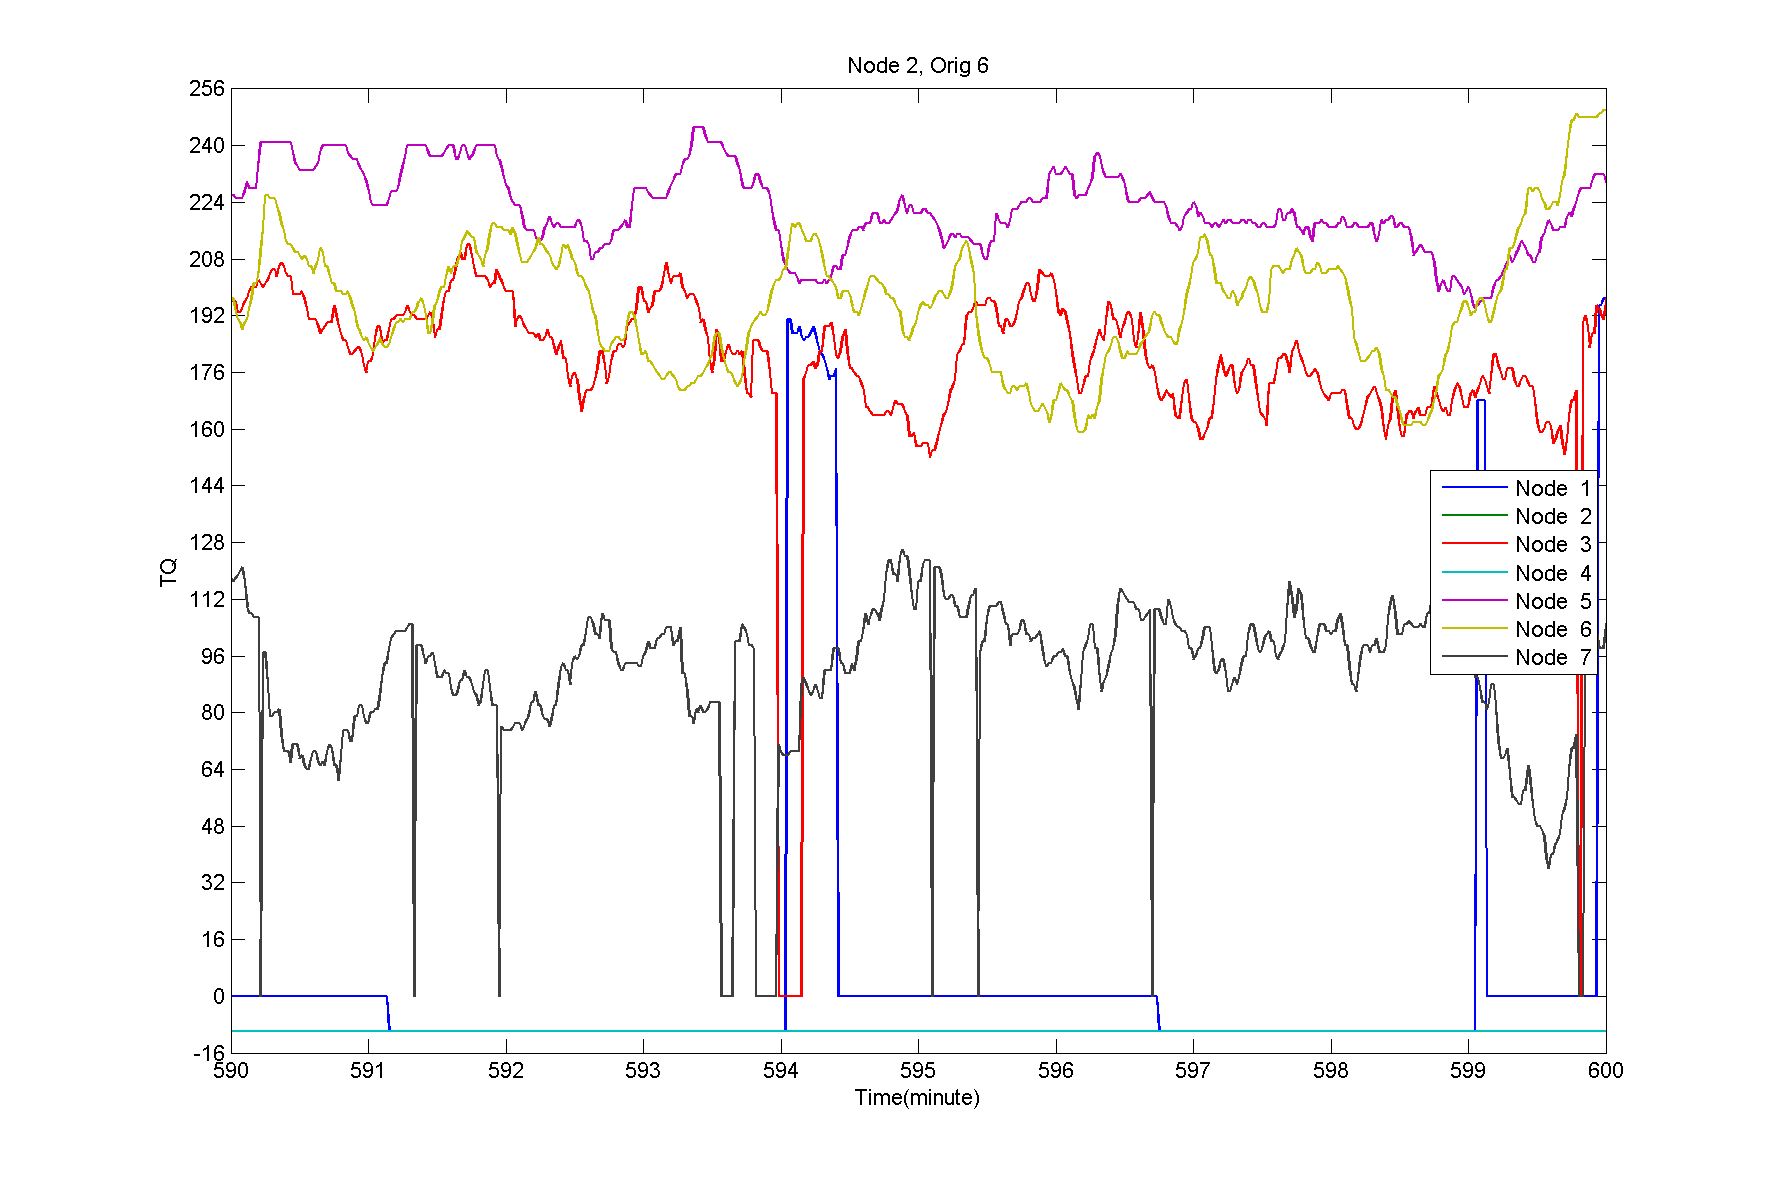 Node 2, Orig 6
256
240
224
208
192
176
160
144
128
112
96
80
64
48
32
16
0
-16
TQ
Node 1
Node 2
Node 3
Node 4
Node 5
Node 6
Node 7
590 591 592 593 594 595 596 597 598 599 600
Time(minute)